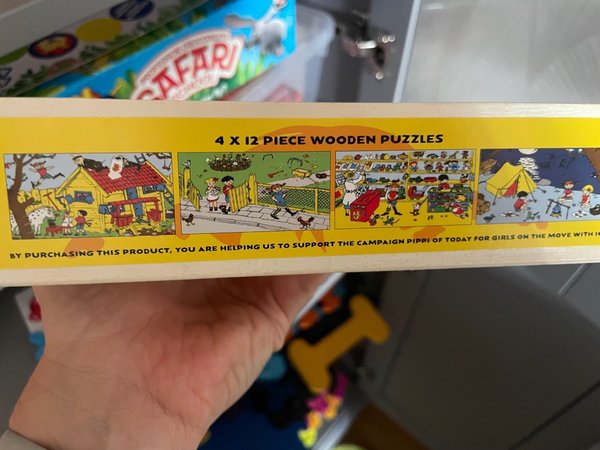 SAFARI
4 X 12 PIECE WOODEN PUZZLES
BY PURCHASING THIS PRODUCT, YOU ARE HELPING US TO SUPPORT THE CAMPAIGN PIPPI OF TODAY FOR GIRLS ON THE MOVE WITH